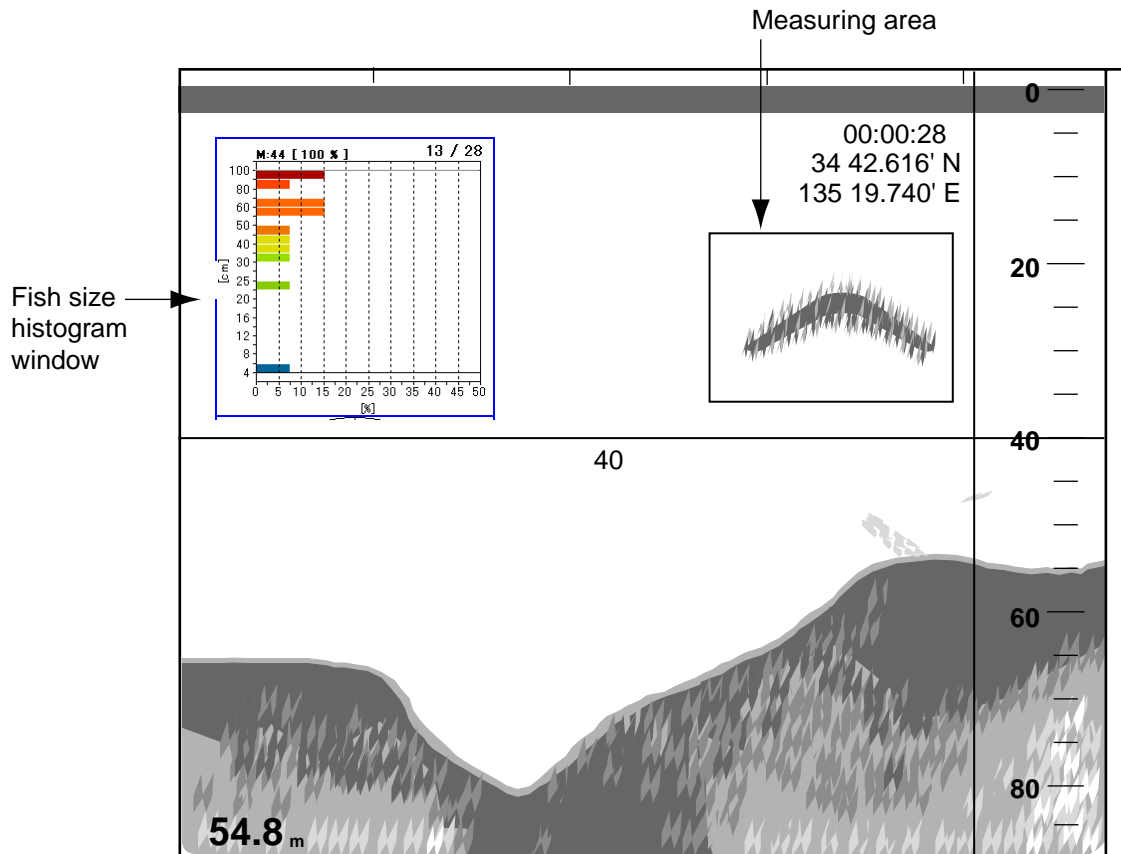 Measuring area
0
00:00:28
34 42.616' N
135 19.740' E
M:44 [ 100 % ] 13 / 28
100
80
60
50
40
30
25
20
16
12
8
4
[cm]
0 5 10 15 20 25 30 35 40 45 50
[%]
Fish size
histogram
window
20
40
40
60
80
54.8 m